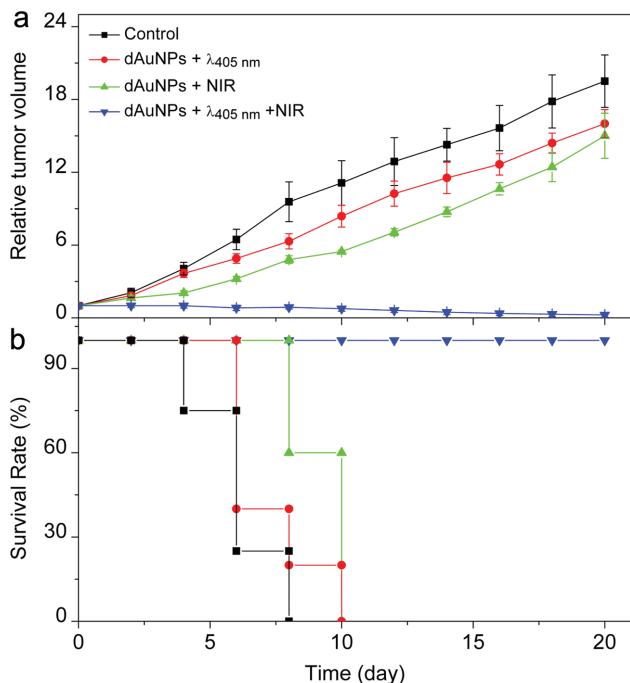 a
Control
dAuNPs + λ405 nm
dAuNPs + NIR
dAuNPs + λ405 nm +NIR
Relative tumor volume
24
18
12
6
0
b
Survival Rate (%)
90
60
30
0
0 5 10 15 20
Time (day)